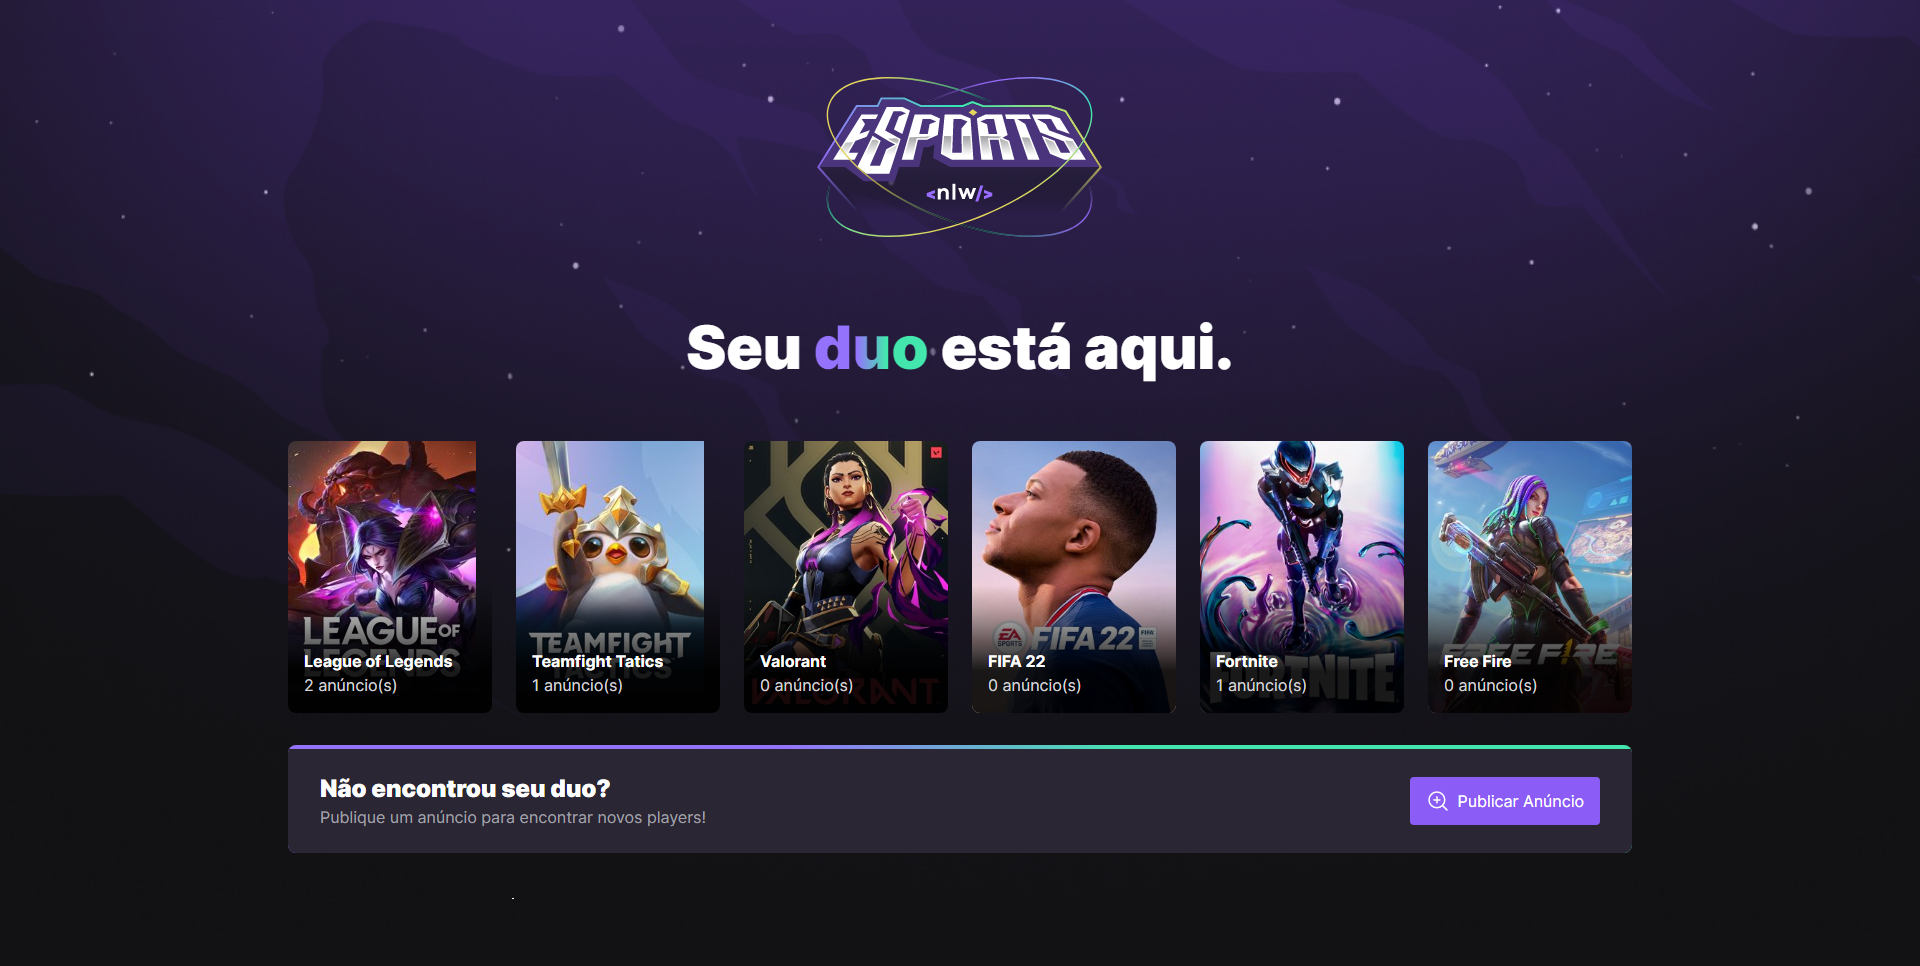 ESPORTS
<nlw/>
Seu duo está aqui.
LEAGUE OF
LEGENDS
League of Legends
2 anúncio(s)
TEAMFIGHT
TACTICS
Teamfight Tatics
1 anúncio(s)
VALORANT
Valorant
0 anúncio(s)
EA SPORTS FIFA 22 FIFA
FIFA 22
0 anúncio(s)
FORTNITE
Fortnite
1 anúncio(s)
FREE FIRE
Free Fire
0 anúncio(s)
Não encontrou seu duo?
Publique um anúncio para encontrar novos players!
Publicar Anúncio